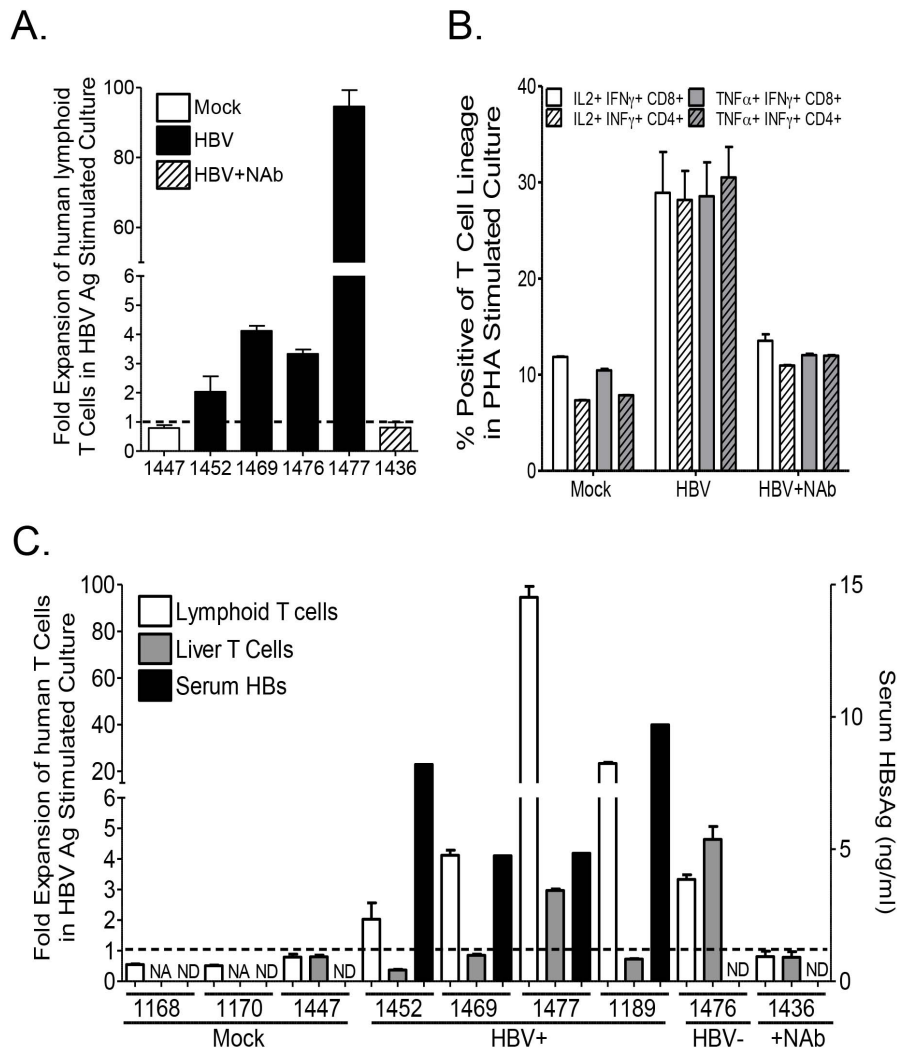 A.
Fold Expansion of human lymphoid
T Cells in HBV Ag Stimulated Culture
100
80
60
6
5
4
3
2
1
0
Mock
HBV
HBV+NAb
1447 1452 1469 1476 1477 1436
B.
% Positive of T Cell Lineage
in PHA Stimulated Culture
40
30
20
10
0
IL2+ IFNγ+ CD8+ TNFα+ IFNγ+ CD8+
IL2+ INFγ+ CD4+ TNFα+ INFγ+ CD4+
Mock HBV HBV+NAb
C.
Fold Expansion of human T Cells
in HBV Ag Stimulated Culture
100
80
60
40
20
6
5
4
3
2
1
0
Lymphoid T cells
Liver T Cells
Serum HBs
NA ND NA ND ND ND ND
15
10
5
0
Serum HBsAg (ng/ml)
1168 1170 1447 1452 1469 1477 1189 1476 1436
Mock HBV+ HBV- +NAb